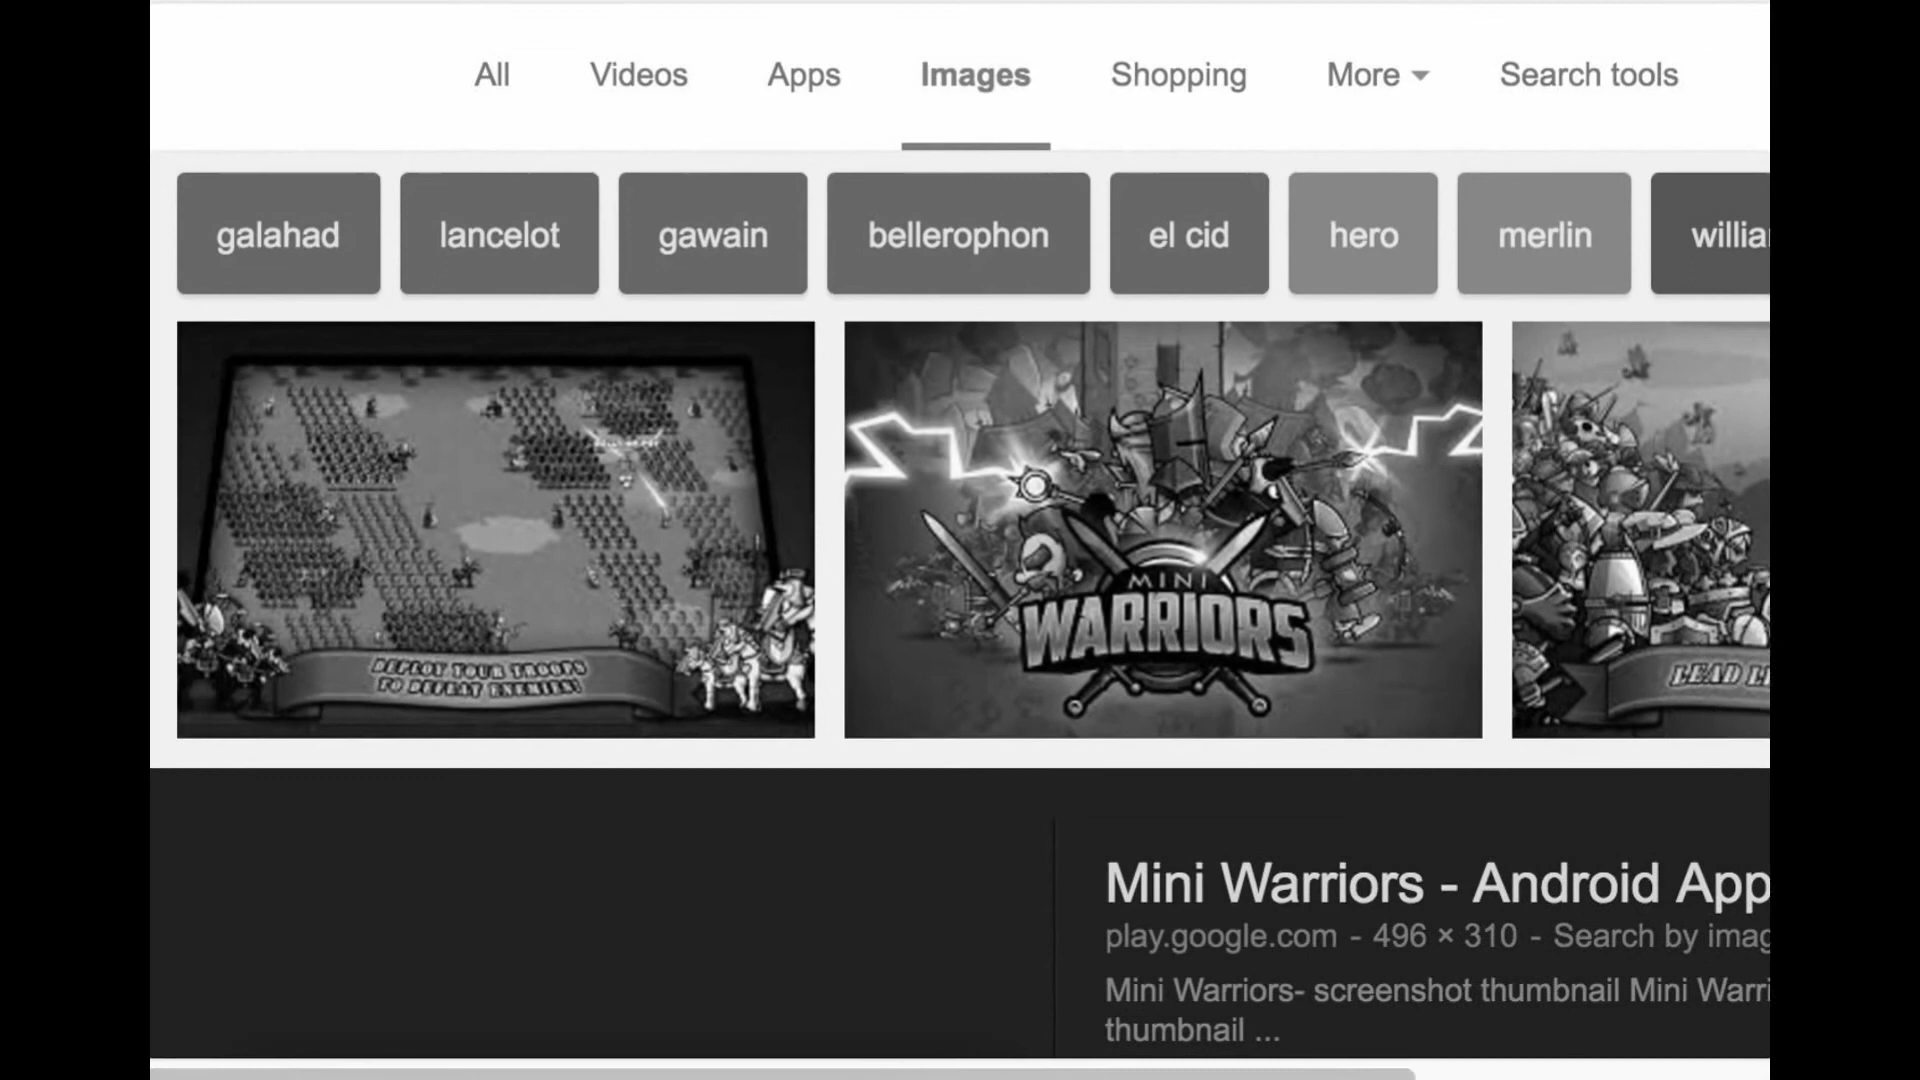 All Videos Apps Images Shopping More Search tools
galahad lancelot gawain bellerophon el cid hero merlin willia
DEPLOY YOUR TROOPS
TO DEFEAT ENEMIES!
MINI
WARRIORS
LEAD
Mini Warriors - Android App
play.google.com - 496 × 310 - Search by imag
Mini Warriors- screenshot thumbnail Mini Warri
thumbnail ...